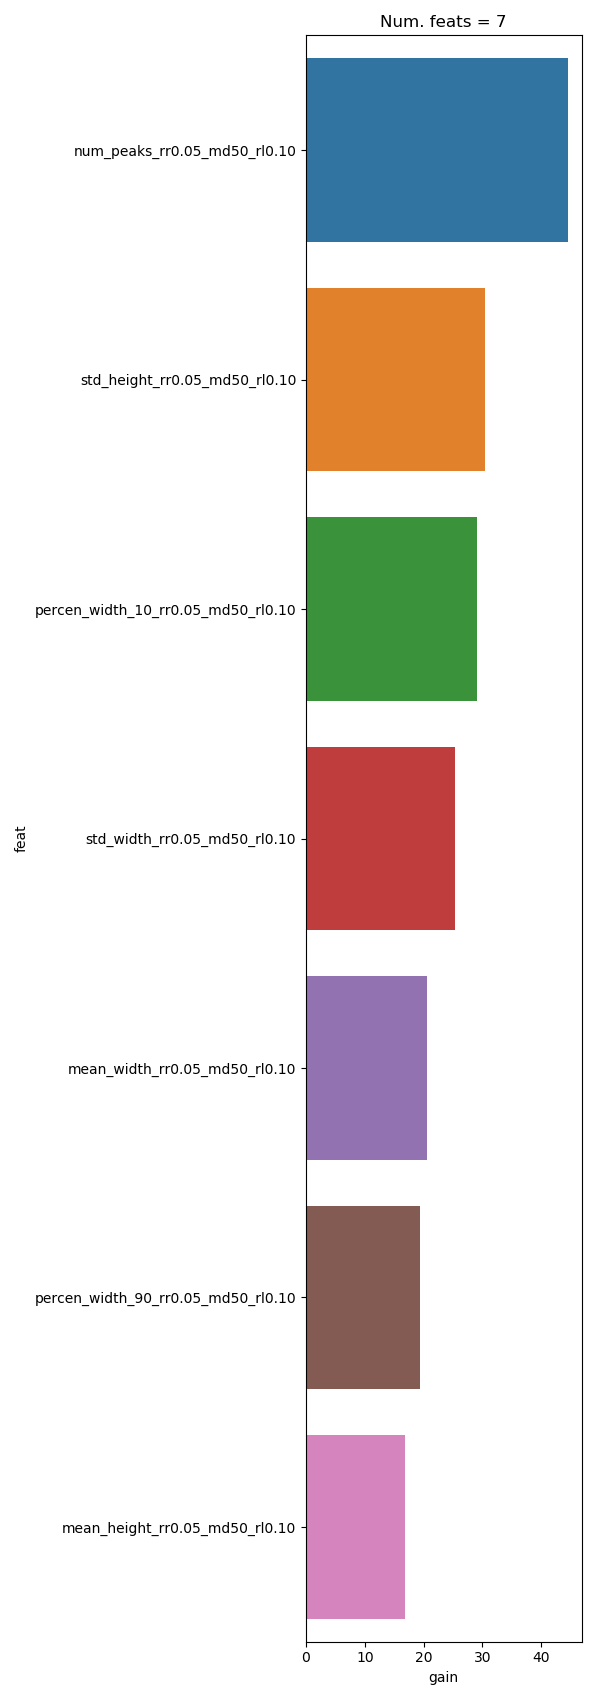 Num. feats = 7
num_peaks_rr0.05_md50_rl0.10
std_height_rr0.05_md50_rl0.10
percen_width_10_rr0.05_md50_rl0.10
std_width_rr0.05_md50_rl0.10
feat
mean_width_rr0.05_md50_rl0.10
percen_width_90_rr0.05_md50_rl0.10
mean_height_rr0.05_md50_rl0.10
0 10 20 30 40
gain